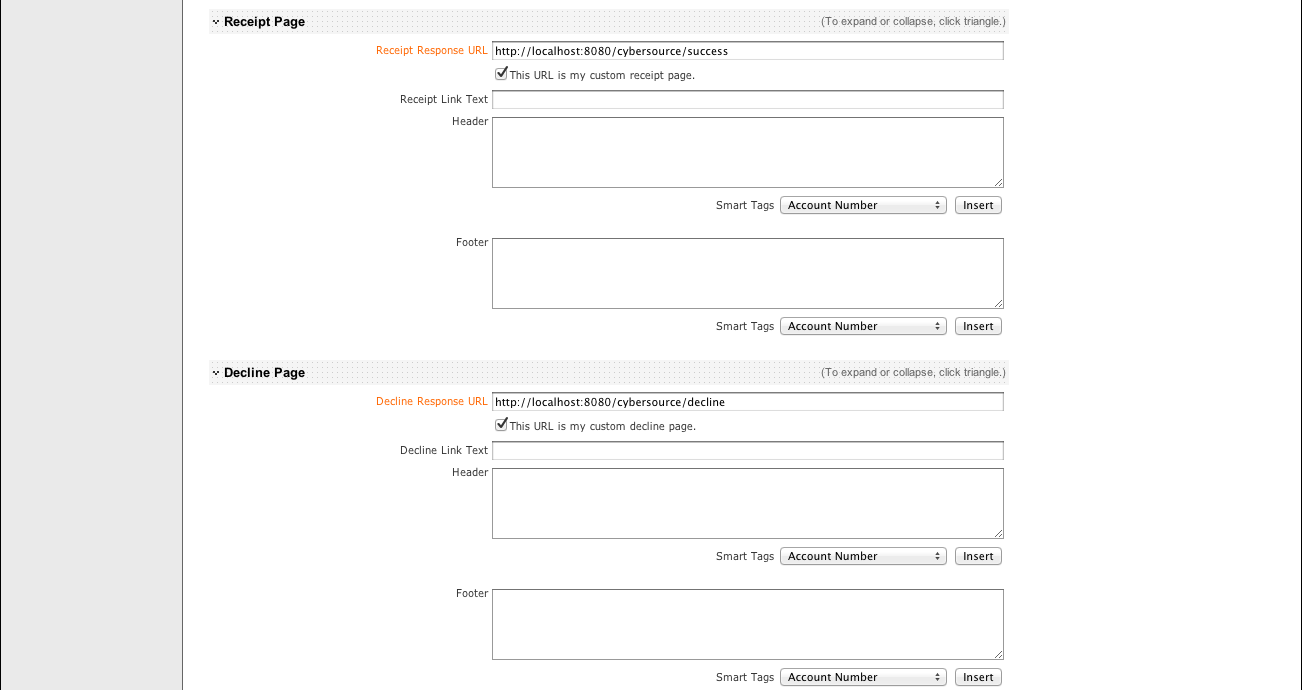 Receipt Page (To expand or collapse, click triangle.)
Receipt Response URL http://localhost:8080/cybersource/success
This URL is my custom receipt page.
Receipt Link Text
Header
Smart Tags Account Number Insert
Footer
Smart Tags Account Number Insert
Decline Page (To expand or collapse, click triangle.)
Decline Response URL http://localhost:8080/cybersource/decline
This URL is my custom decline page.
Decline Link Text
Header
Smart Tags Account Number Insert
Footer
Smart Tags Account Number Insert